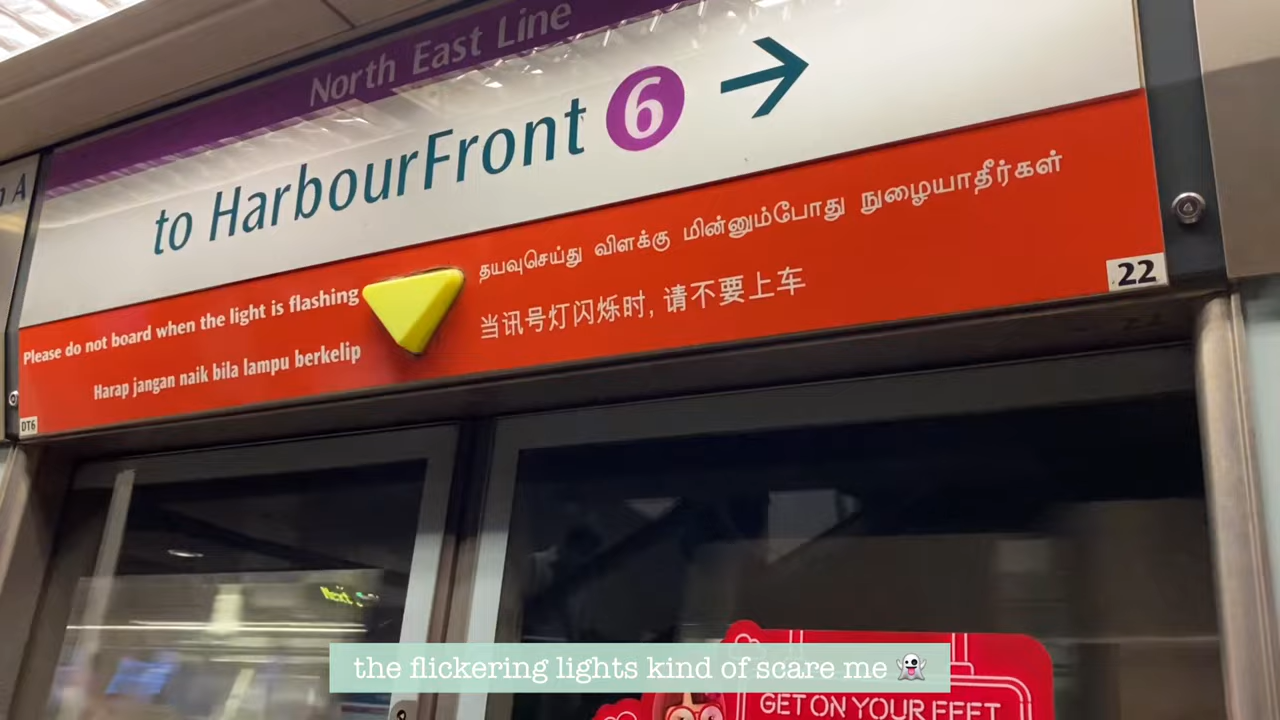 North East Line
to HarbourFront 6 →
Please do not board when the light is flashing
Harap jangan naik bila lampu berkelip
தயவுசெய்து விளக்கு மின்னும்போது நுழையாதீர்கள்
当讯号灯闪烁时, 请不要上车
22
DT6
A
Next
the flickering lights kind of scare me 👻
GET ON YOUR FEET